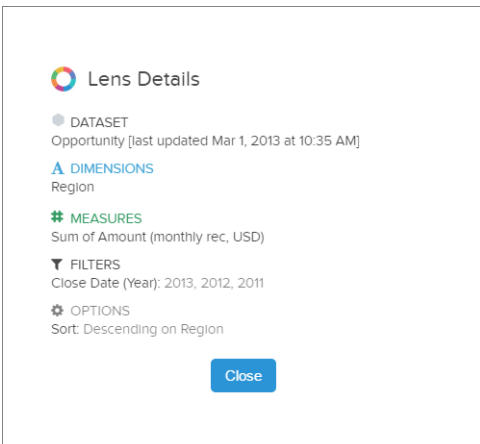 Lens Details
DATASET
Opportunity [last updated Mar 1, 2013 at 10:35 AM]
A DIMENSIONS
Region
# MEASURES
Sum of Amount (monthly rec, USD)
FILTERS
Close Date (Year): 2013, 2012, 2011
OPTIONS
Sort: Descending on Region
Close